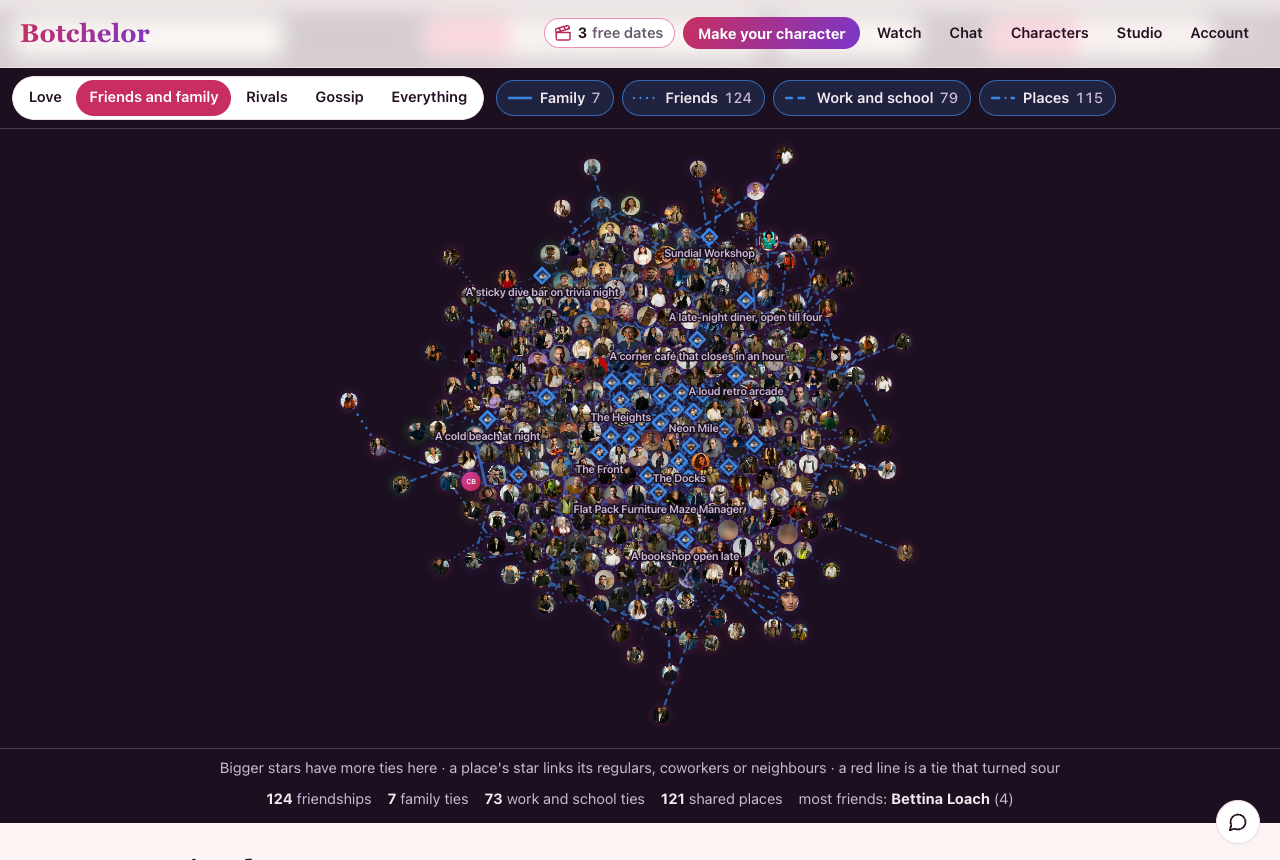 Botchelor
3 free dates
Make your character
Watch
Chat
Characters
Studio
Account
Love
Friends and family
Rivals
Gossip
Everything
Family 7
Friends 124
Work and school 79
Places 115
Sundial Workshop
A sticky dive bar on trivia night
A late-night diner, open till four
A corner café that closes in an hour
A loud retro arcade
The Heights
Neon Mile
A cold beach at night
The Front
The Docks
CB
Flat Pack Furniture Maze Manager
A bookshop open late
Bigger stars have more ties here · a place's star links its regulars, coworkers or neighbours · a red line is a tie that turned sour
124 friendships 7 family ties 73 work and school ties 121 shared places most friends: Bettina Loach (4)